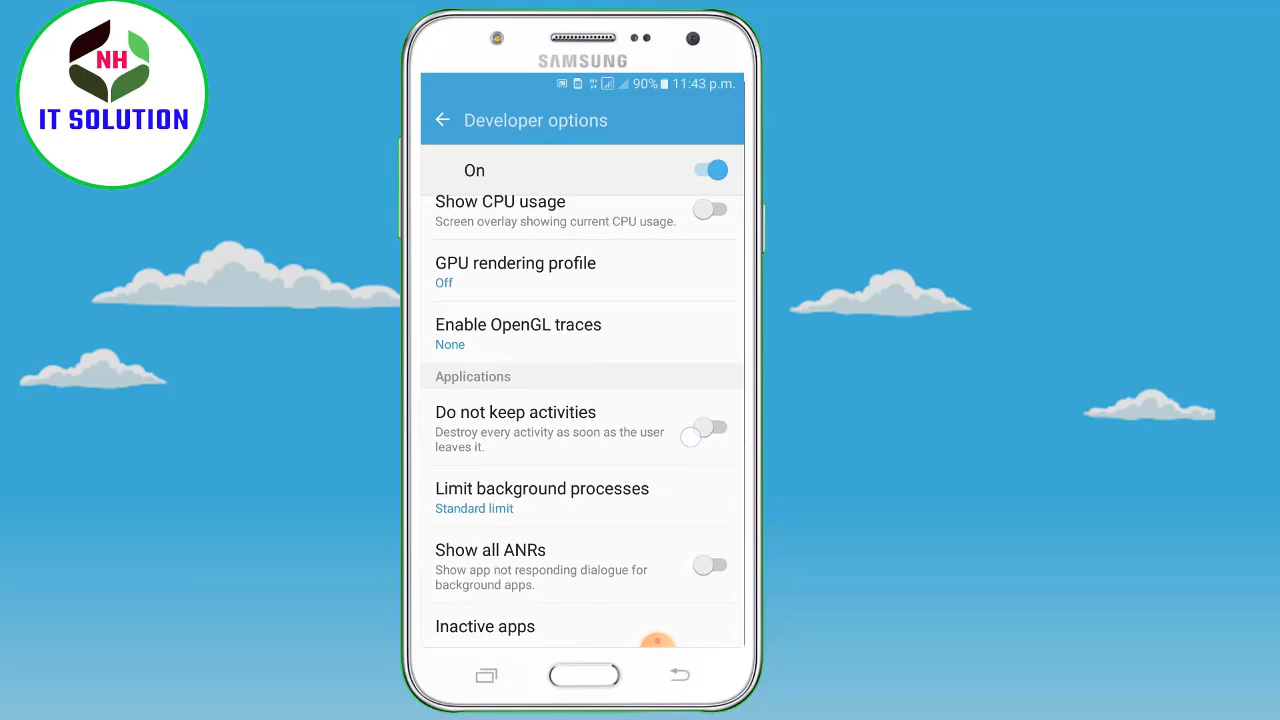 NH
IT SOLUTION
SAMSUNG
90% 11:43 p.m.
Developer options
On
Show CPU usage
Screen overlay showing current CPU usage.
GPU rendering profile
Off
Enable OpenGL traces
None
Applications
Do not keep activities
Destroy every activity as soon as the user
leaves it.
Limit background processes
Standard limit
Show all ANRs
Show app not responding dialogue for
background apps.
Inactive apps